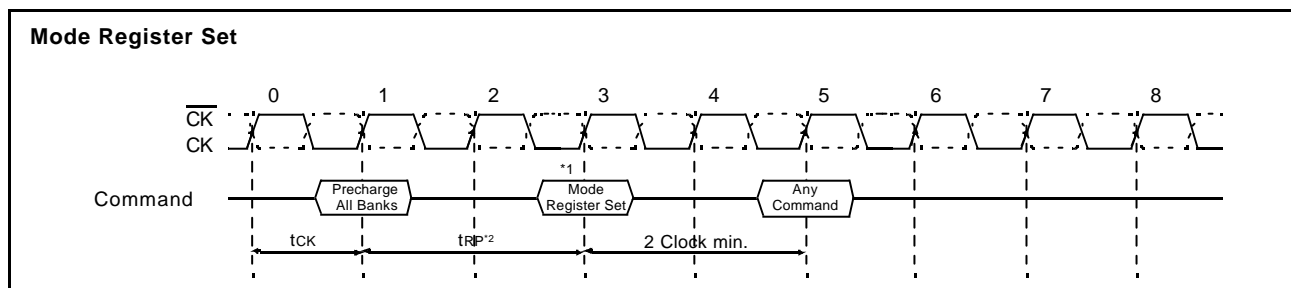 Mode Register Set
0 1 2 3 4 5 6 7 8
CK
CK
*1
Command
Precharge
All Banks
Mode
Register Set
Any
Command
tCK
tRP*2
2 Clock min.